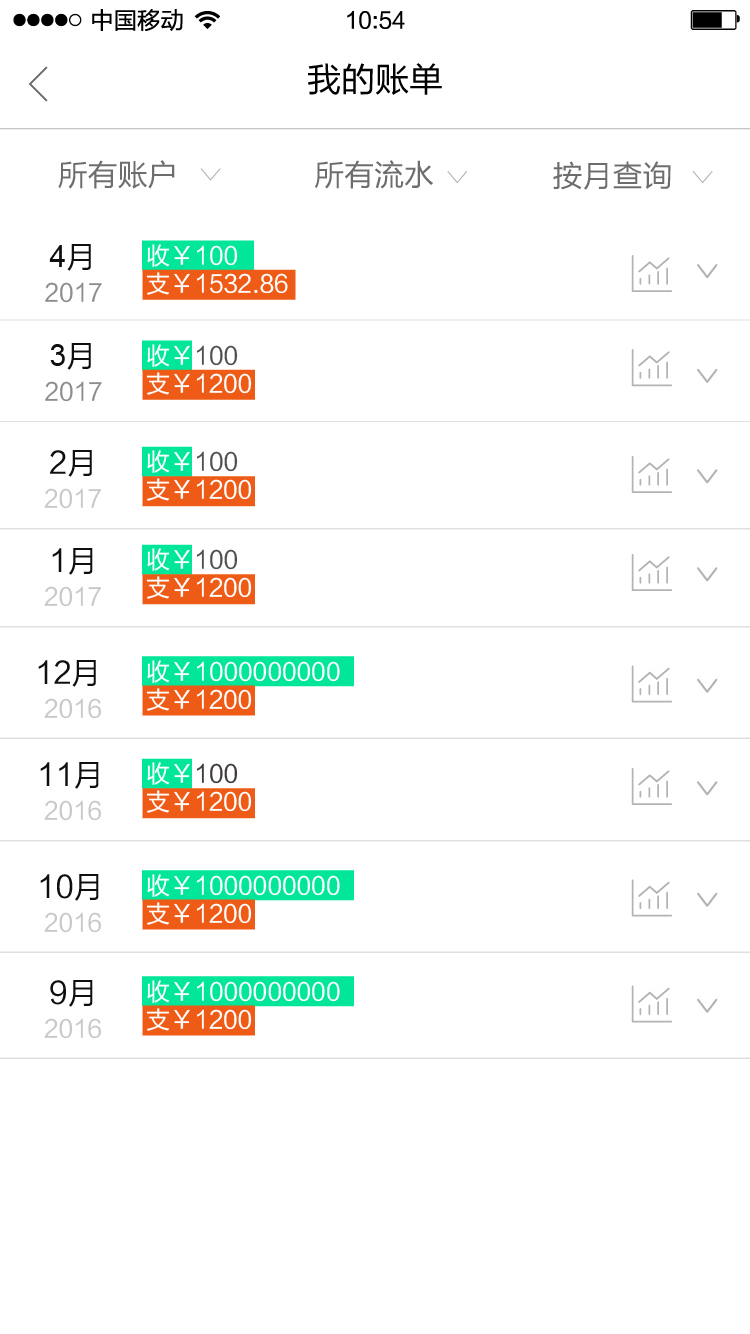 中国移动 10:54
我的账单
所有账户 所有流水 按月查询
4月 收￥100
2017 支￥1532.86
3月 收￥100
2017 支￥1200
2月 收￥100
2017 支￥1200
1月 收￥100
2017 支￥1200
12月 收￥1000000000
2016 支￥1200
11月 收￥100
2016 支￥1200
10月 收￥1000000000
2016 支￥1200
9月 收￥1000000000
2016 支￥1200